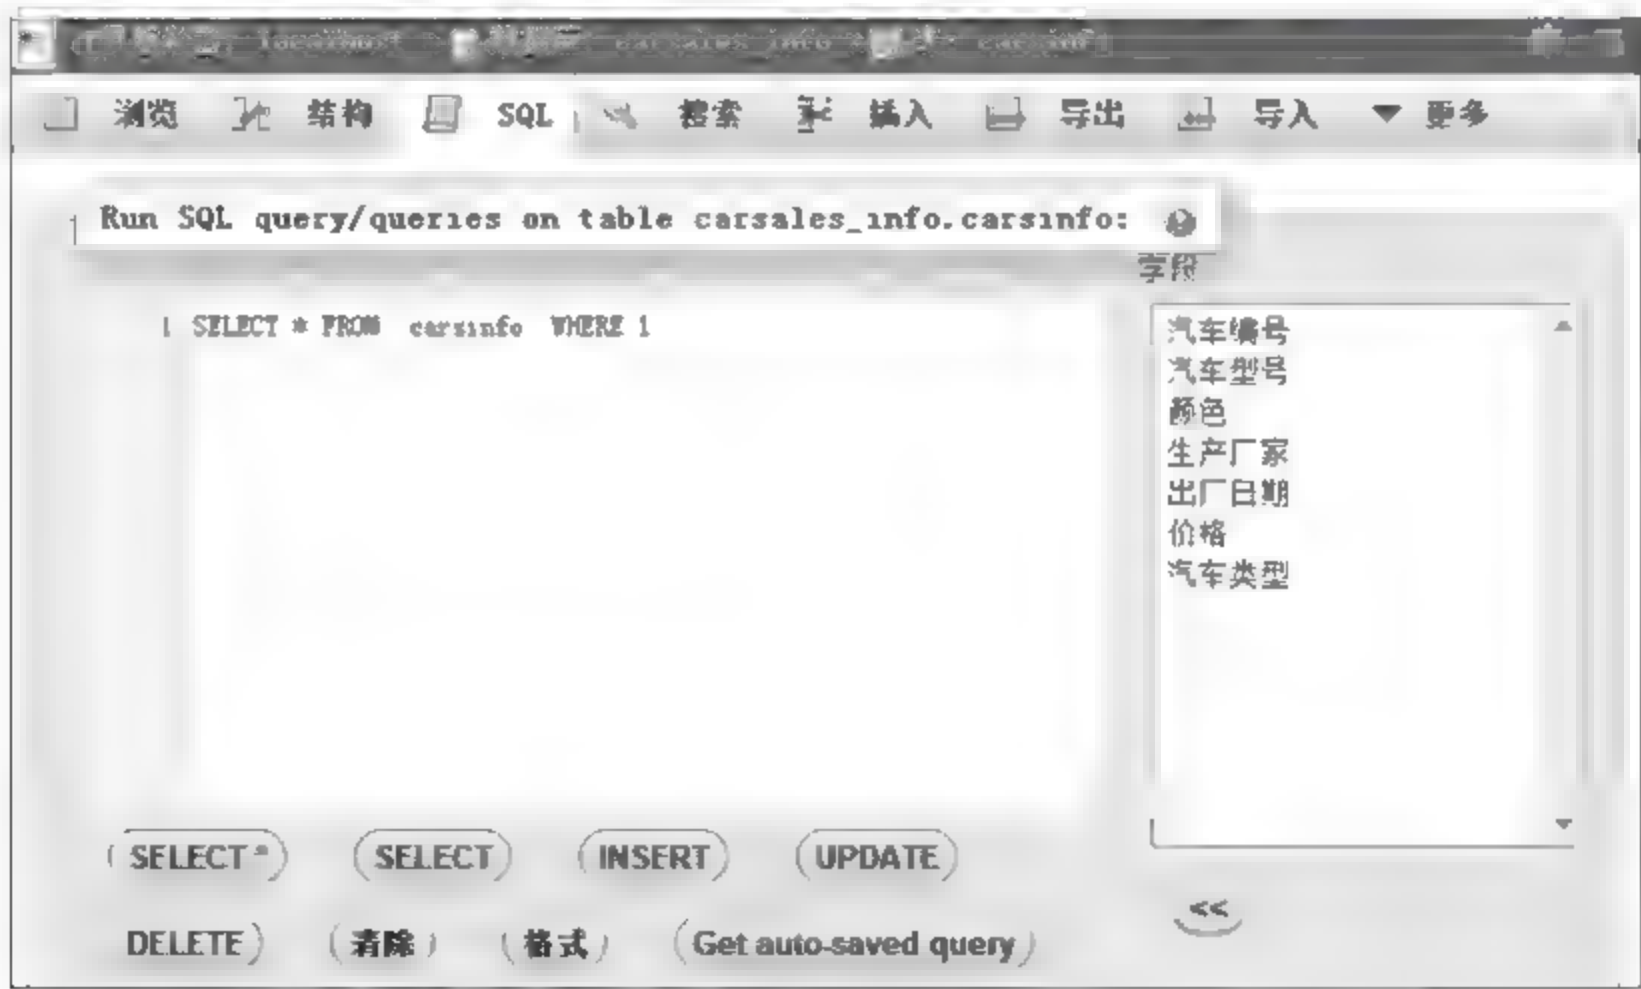 localhost carsales_info carsinfo
浏览 结构 SQL 搜索 插入 导出 导入 更多
Run SQL query/queries on table carsales_info.carsinfo:
字段
1 SELECT * FROM carsinfo WHERE 1
汽车编号
汽车型号
颜色
生产厂家
出厂日期
价格
汽车类型
SELECT * SELECT INSERT UPDATE
<<
DELETE 清除 格式 Get auto-saved query